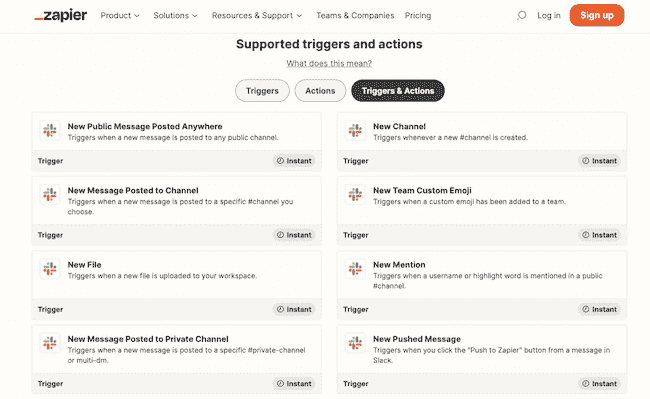 zapier
Product
Solutions
Resources & Support
Teams & Companies
Pricing
Log in
Sign up
Supported triggers and actions
What does this mean?
Triggers
Actions
Triggers & Actions
New Public Message Posted Anywhere
Triggers when a new message is posted to any public channel.
Trigger
Instant
New Channel
Triggers whenever a new #channel is created.
Trigger
Instant
New Message Posted to Channel
Triggers when a new message is posted to a specific #channel you
choose.
Trigger
Instant
New Team Custom Emoji
Triggers when a custom emoji has been added to a team.
Trigger
Instant
New File
Triggers when a new file is uploaded to your workspace.
Trigger
Instant
New Mention
Triggers when a username or highlight word is mentioned in a public
#channel.
Trigger
Instant
New Message Posted to Private Channel
Triggers when a new message is posted to a specific #private-channel
or multi-dm.
Trigger
Instant
New Pushed Message
Triggers when you click the "Push to Zapier" button from a message in
Slack.
Trigger
Instant